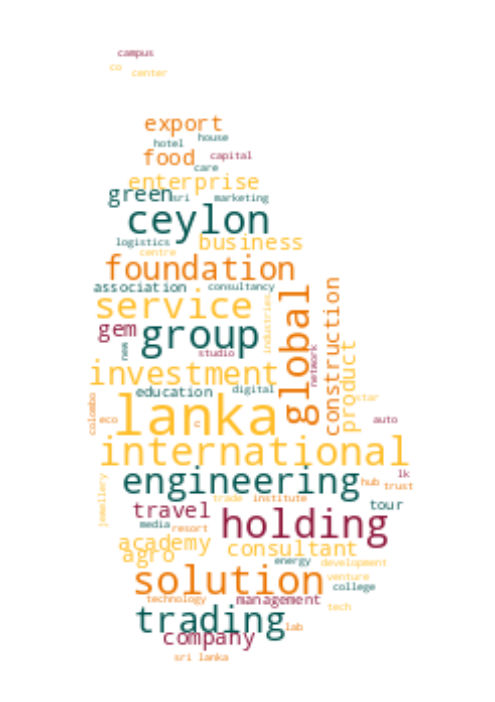 campus
co
center
export
house
hotel
food
capital
care
enterprise
green
sri
marketing
ceylon
logistics
business
centre
foundation
association
consultancy
service
industries
global
construction
gem
group
new
studio
network
product
investment
education
digital
star
colombo
eco
lanka
c
auto
international
engineering
lk
hub
trust
jewellery
trade
institute
tour
travel
holding
media
resort
academy
agro
consultant
energy
development
solution
venture
college
technology
management
tech
trading
lab
company
sri lanka